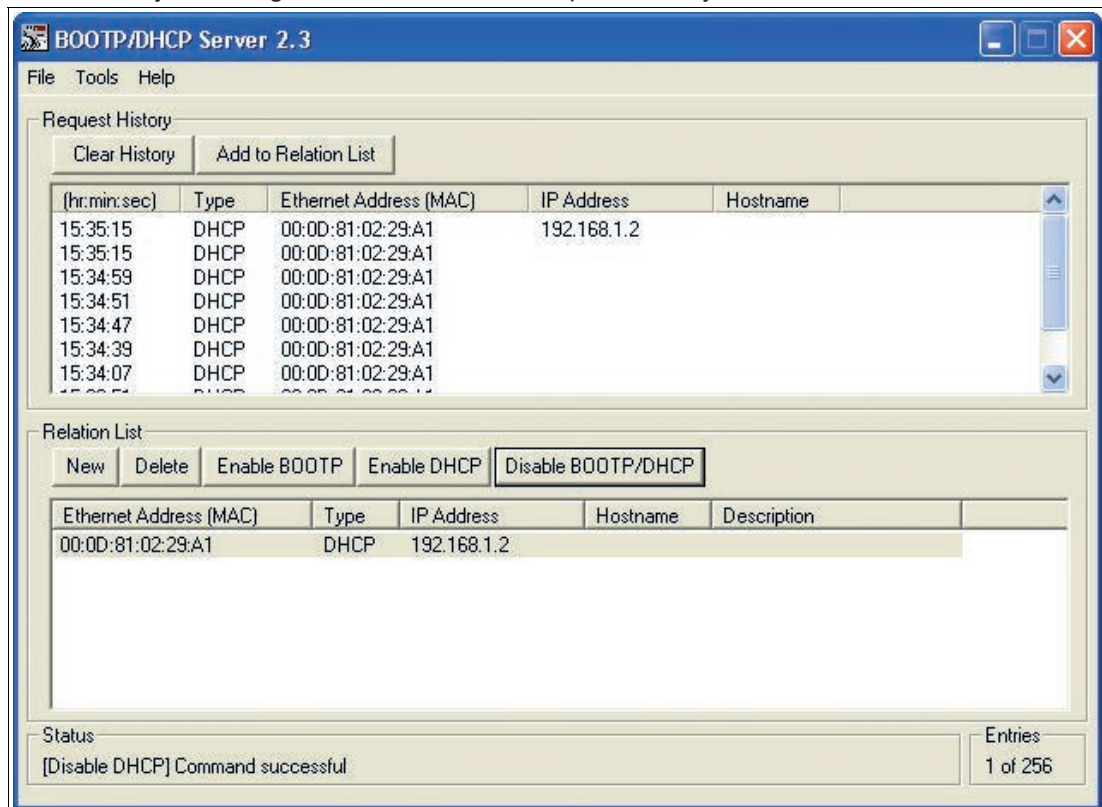 BOOTP/DHCP Server 2.3
File Tools Help
Request History
Clear History Add to Relation List
(hr:min:sec) Type Ethernet Address (MAC) IP Address Hostname
15:35:15 DHCP 00:0D:81:02:29:A1 192.168.1.2
15:35:15 DHCP 00:0D:81:02:29:A1
15:34:59 DHCP 00:0D:81:02:29:A1
15:34:51 DHCP 00:0D:81:02:29:A1
15:34:47 DHCP 00:0D:81:02:29:A1
15:34:39 DHCP 00:0D:81:02:29:A1
15:34:07 DHCP 00:0D:81:02:29:A1
Relation List
New Delete Enable BOOTP Enable DHCP Disable BOOTP/DHCP
Ethernet Address (MAC) Type IP Address Hostname Description
00:0D:81:02:29:A1 DHCP 192.168.1.2
Status
[Disable DHCP] Command successful
Entries
1 of 256